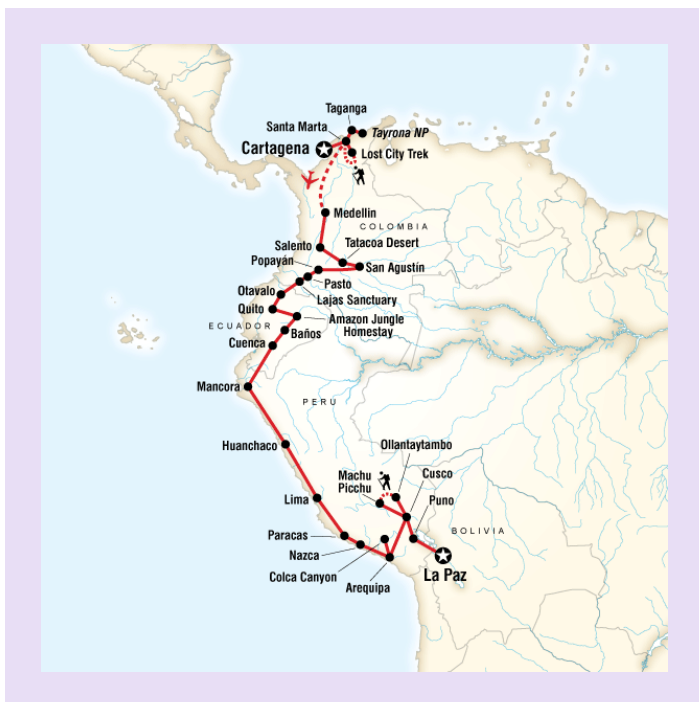 Taganga
Santa Marta
Tayrona NP
Cartagena
Lost City Trek
Medellin
COLOMBIA
Salento
Tatacoa Desert
Popayán
San Agustín
Pasto
Otavalo
Lajas Sanctuary
Quito
Amazon Jungle
Homestay
ECUADOR
Baños
Cuenca
Mancora
PERU
Huanchaco
Ollantaytambo
Machu
Picchu
Cusco
Lima
Puno
Paracas
BOLIVIA
Nazca
Colca Canyon
La Paz
Arequipa